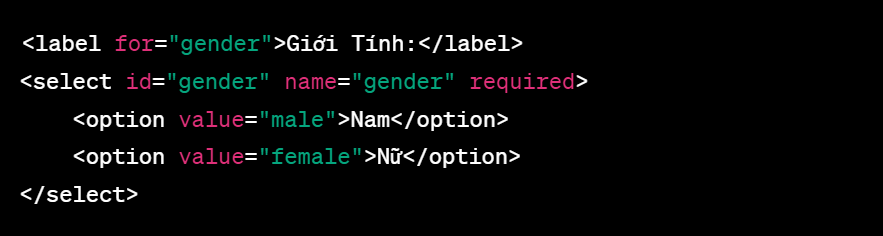 <label for="gender">Giới Tính:</label>
<select id="gender" name="gender" required>
    <option value="male">Nam</option>
    <option value="female">Nữ</option>
</select>